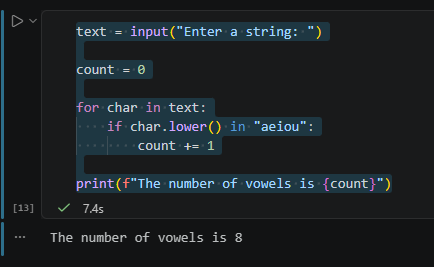 text = input("Enter a string: ")
count = 0
for char in text:
    if char.lower() in "aeiou":
        count += 1
print(f"The number of vowels is {count}")
[13]
7.4s
...
The number of vowels is 8